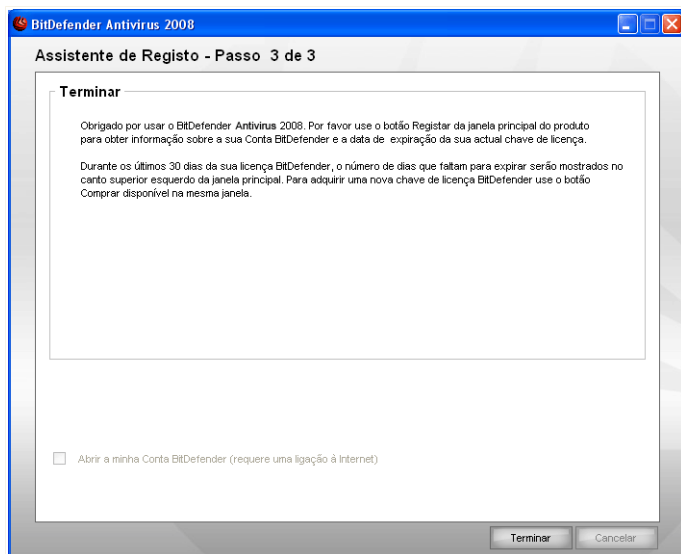 BitDefender Antivirus 2008
Assistente de Registo - Passo 3 de 3
Terminar
Obrigado por usar o BitDefender Antivirus 2008. Por favor use o botão Registar da janela principal do produto
para obter informação sobre a sua Conta BitDefender e a data de expiração da sua actual chave de licença.
Durante os últimos 30 dias da sua licença BitDefender, o número de dias que faltam para expirar serão mostrados no
canto superior esquerdo da janela principal. Para adquirir uma nova chave de licença BitDefender use o botão
Comprar disponível na mesma janela.
Abrir a minha Conta BitDefender (requere uma ligação á Internet)
Terminar
Cancelar